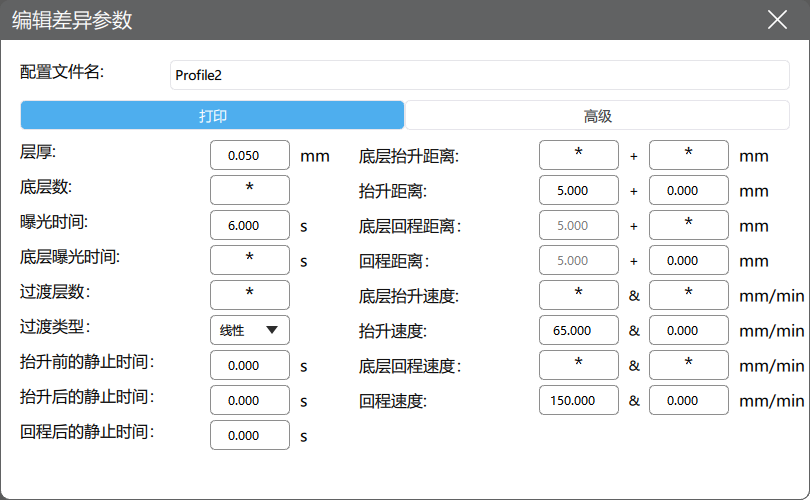 编辑差异参数
配置文件名: Profile2
打印 高级
层厚: 0.050 mm 底层抬升距离: * + * mm
底层数: * 抬升距离: 5.000 + 0.000 mm
曝光时间: 6.000 s 底层回程距离: 5.000 + * mm
底层曝光时间: * s 回程距离: 5.000 + 0.000 mm
过渡层数: * 底层抬升速度: * & * mm/min
过渡类型: 线性 抬升速度: 65.000 & 0.000 mm/min
抬升前的静止时间: 0.000 s 底层回程速度: * & * mm/min
抬升后的静止时间: 0.000 s 回程速度: 150.000 & 0.000 mm/min
回程后的静止时间: 0.000 s